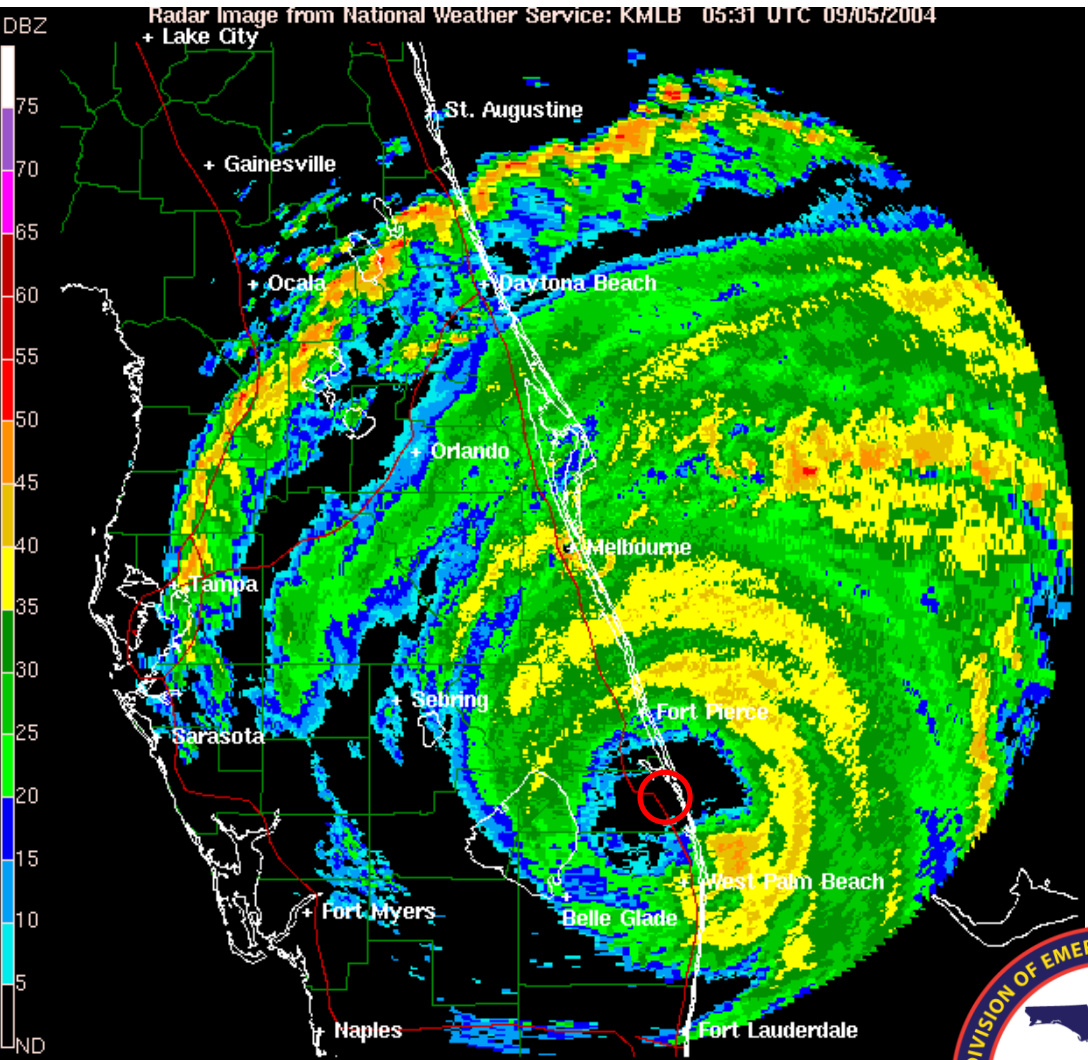 Radar Image from National Weather Service: KMLB 05:31 UTC 09/05/2004
DBZ
Lake City
75
St. Augustine
70
Gainesville
65
60
Ocala
Daytona Beach
55
50
Orlando
45
40
Melbourne
Tampa
35
30
Sebring
Fort Pierce
25
Sarasota
20
15
West Palm Beach
10
Fort Myers
Belle Glade
5
DIVISION OF EMER
Naples
Fort Lauderdale
ND